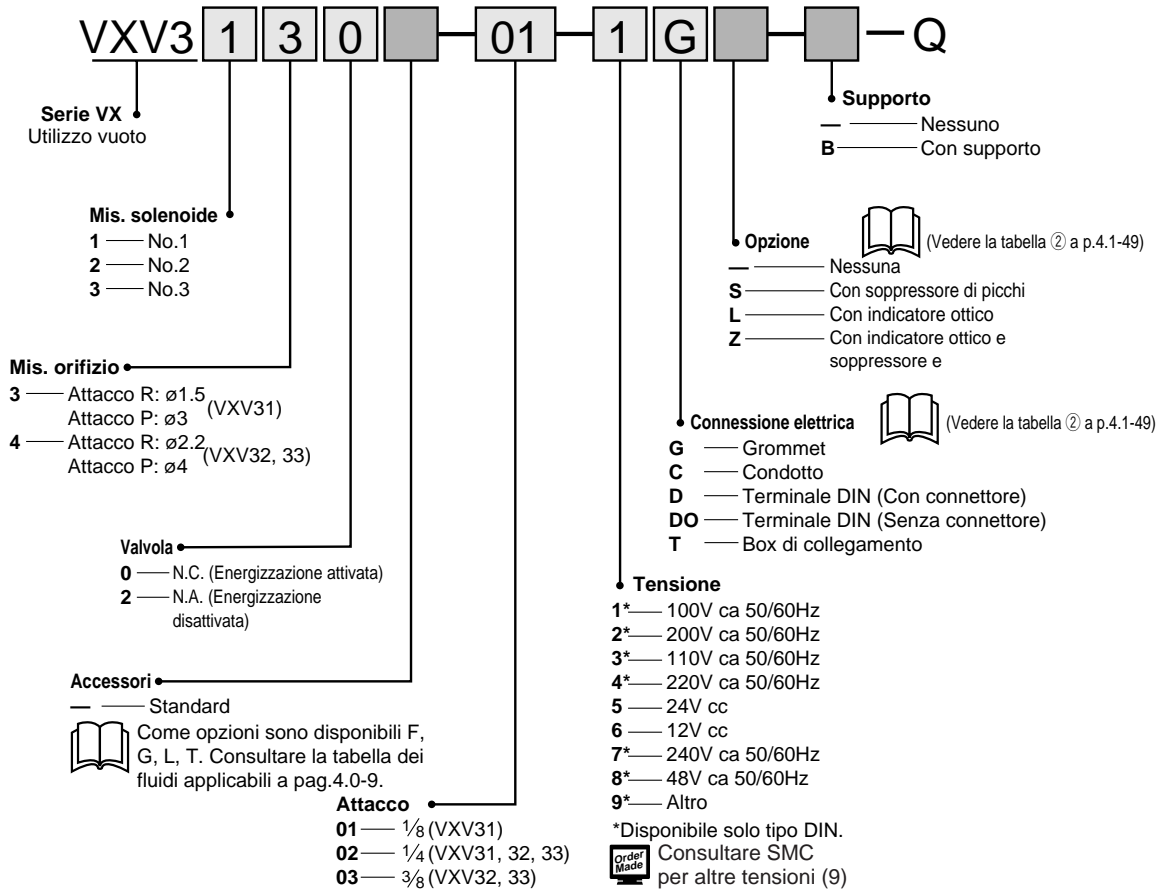 VXV3 1 3 0 — 01 — 1 G — — Q
Serie VX
Utilizzo vuoto
Mis. solenoide
1 — No.1
2 — No.2
3 — No.3
Mis. orifizio
3 — Attacco R: ø1.5
Attacco P: ø3
(VXV31)
4 — Attacco R: ø2.2
Attacco P: ø4
(VXV32, 33)
Valvola
0 — N.C. (Energizzazione attivata)
2 — N.A. (Energizzazione
disattivata)
Accessori
— — Standard
Come opzioni sono disponibili F,
G, L, T. Consultare la tabella dei
fluidi applicabili a pag.4.0-9.
Attacco
01 — 1/8 (VXV31)
02 — 1/4 (VXV31, 32, 33)
03 — 3/8 (VXV32, 33)
Supporto
— — Nessuno
B — Con supporto
Opzione
(Vedere la tabella ② a p.4.1-49)
— — Nessuna
S — Con soppressore di picchi
L — Con indicatore ottico
Z — Con indicatore ottico e
soppressore e
Connessione elettrica
(Vedere la tabella ② a p.4.1-49)
G — Grommet
C — Condotto
D — Terminale DIN (Con connettore)
DO — Terminale DIN (Senza connettore)
T — Box di collegamento
Tensione
1* — 100V ca 50/60Hz
2* — 200V ca 50/60Hz
3* — 110V ca 50/60Hz
4* — 220V ca 50/60Hz
5 — 24V cc
6 — 12V cc
7* — 240V ca 50/60Hz
8* — 48V ca 50/60Hz
9* — Altro
*Disponibile solo tipo DIN.
Order
Made
Consultare SMC
per altre tensioni (9)